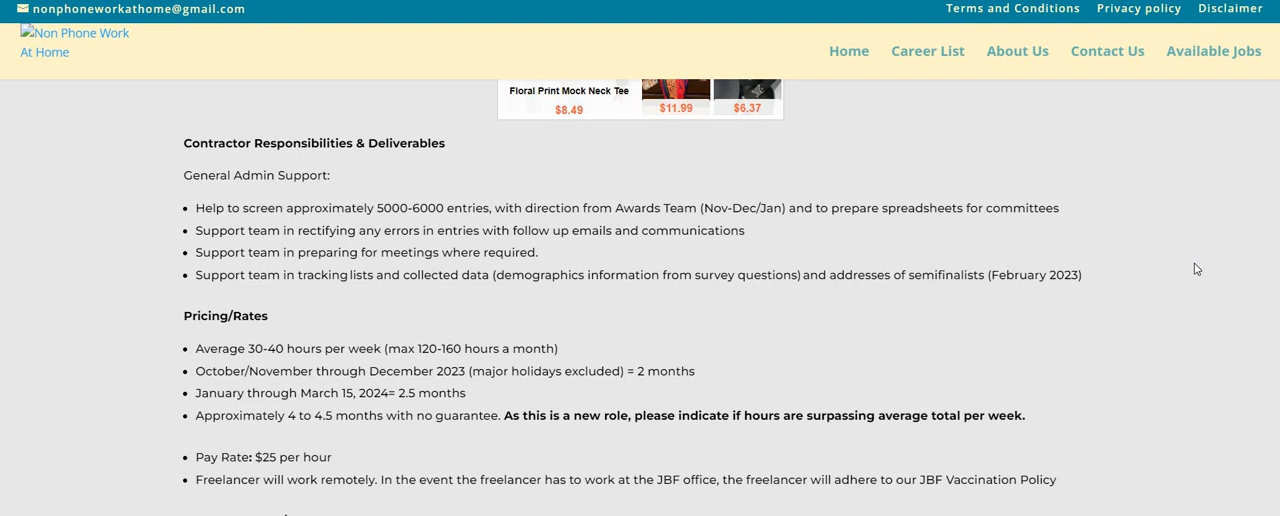 nonphoneworkathome@gmail.com
Terms and Conditions Privacy policy Disclaimer
Non Phone Work
At Home
Home Career List About Us Contact Us Available Jobs
Floral Print Mock Neck Tee
$8.49 $11.99 $6.37
Contractor Responsibilities & Deliverables
General Admin Support:
Help to screen approximately 5000-6000 entries, with direction from Awards Team (Nov-Dec/Jan) and to prepare spreadsheets for committees
Support team in rectifying any errors in entries with follow up emails and communications
Support team in preparing for meetings where required.
Support team in tracking lists and collected data (demographics information from survey questions) and addresses of semifinalists (February 2023)
Pricing/Rates
Average 30-40 hours per week (max 120-160 hours a month)
October/November through December 2023 (major holidays excluded) = 2 months
January through March 15, 2024= 2.5 months
Approximately 4 to 4.5 months with no guarantee. As this is a new role, please indicate if hours are surpassing average total per week.
Pay Rate: $25 per hour
Freelancer will work remotely. In the event the freelancer has to work at the JBF office, the freelancer will adhere to our JBF Vaccination Policy